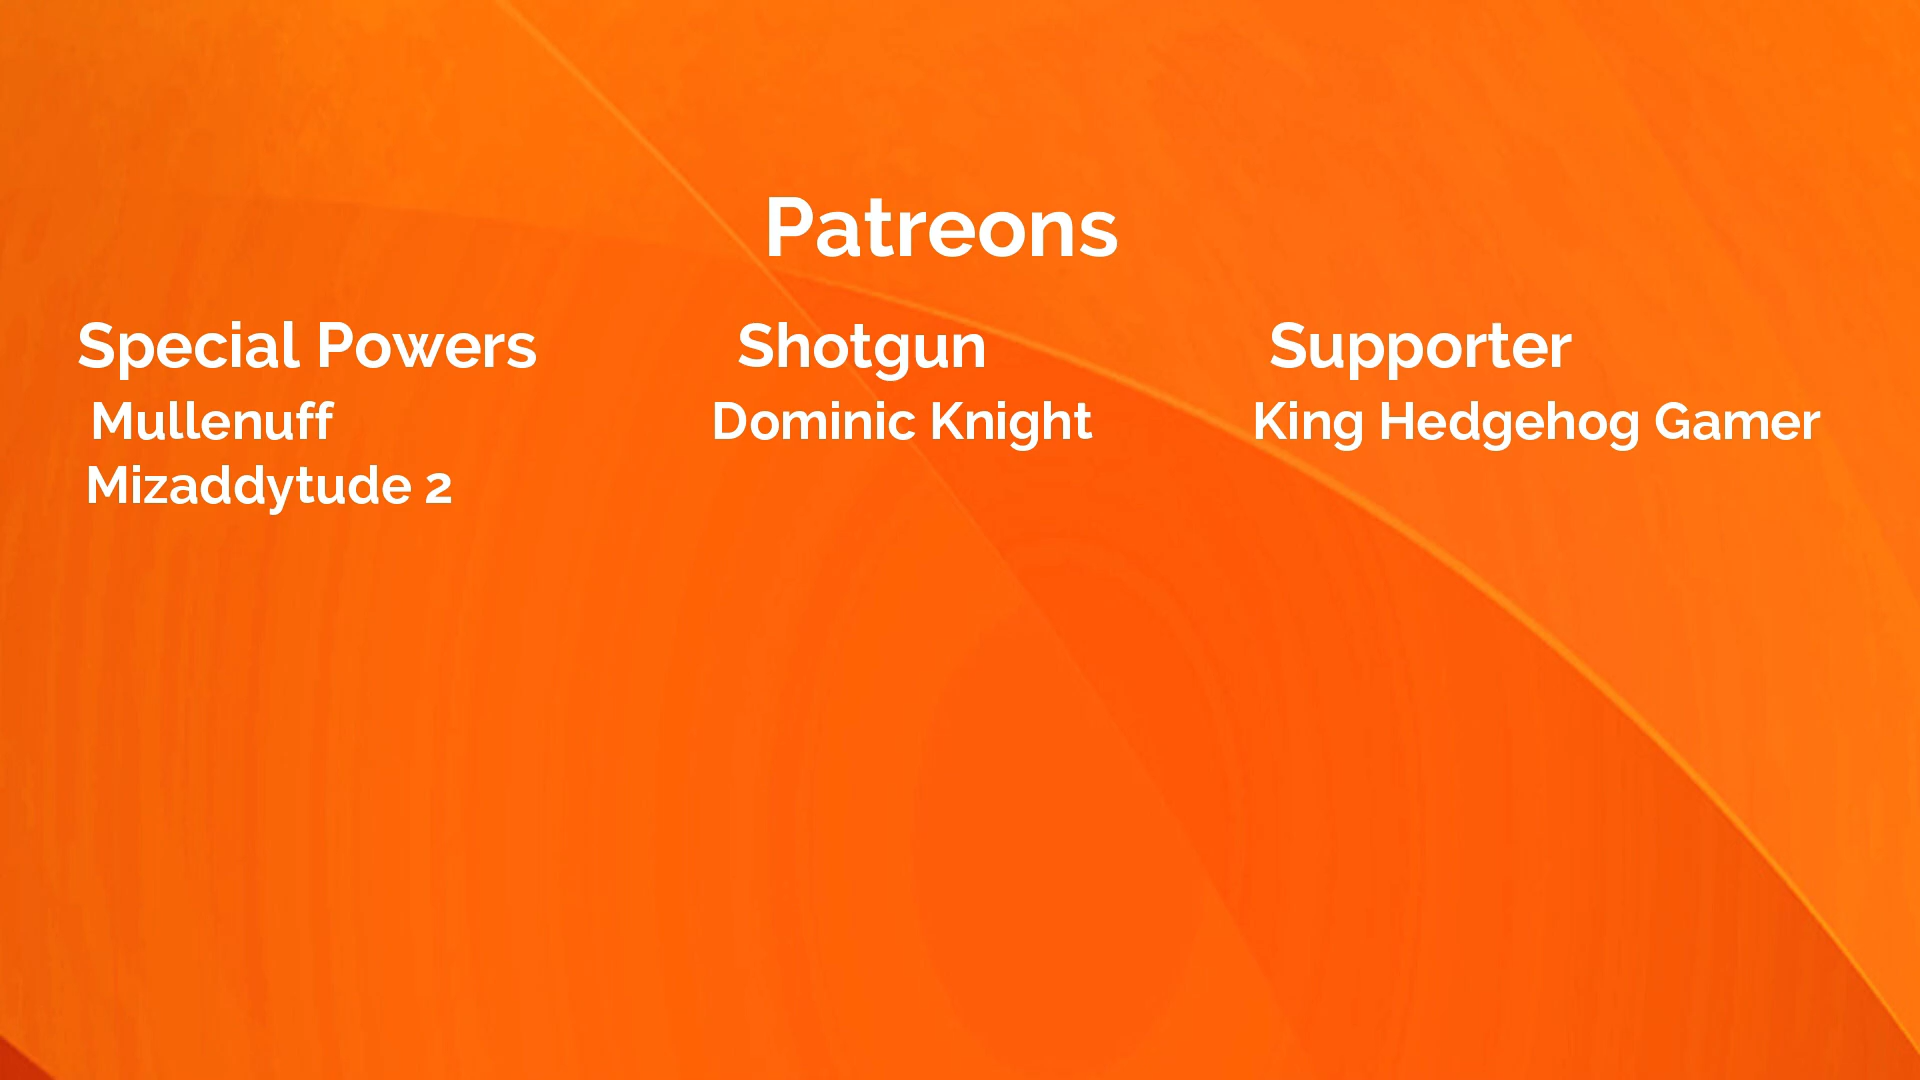 Patreons
Special Powers
Mullenuff
Mizaddytude 2
Shotgun
Dominic Knight
Supporter
King Hedgehog Gamer